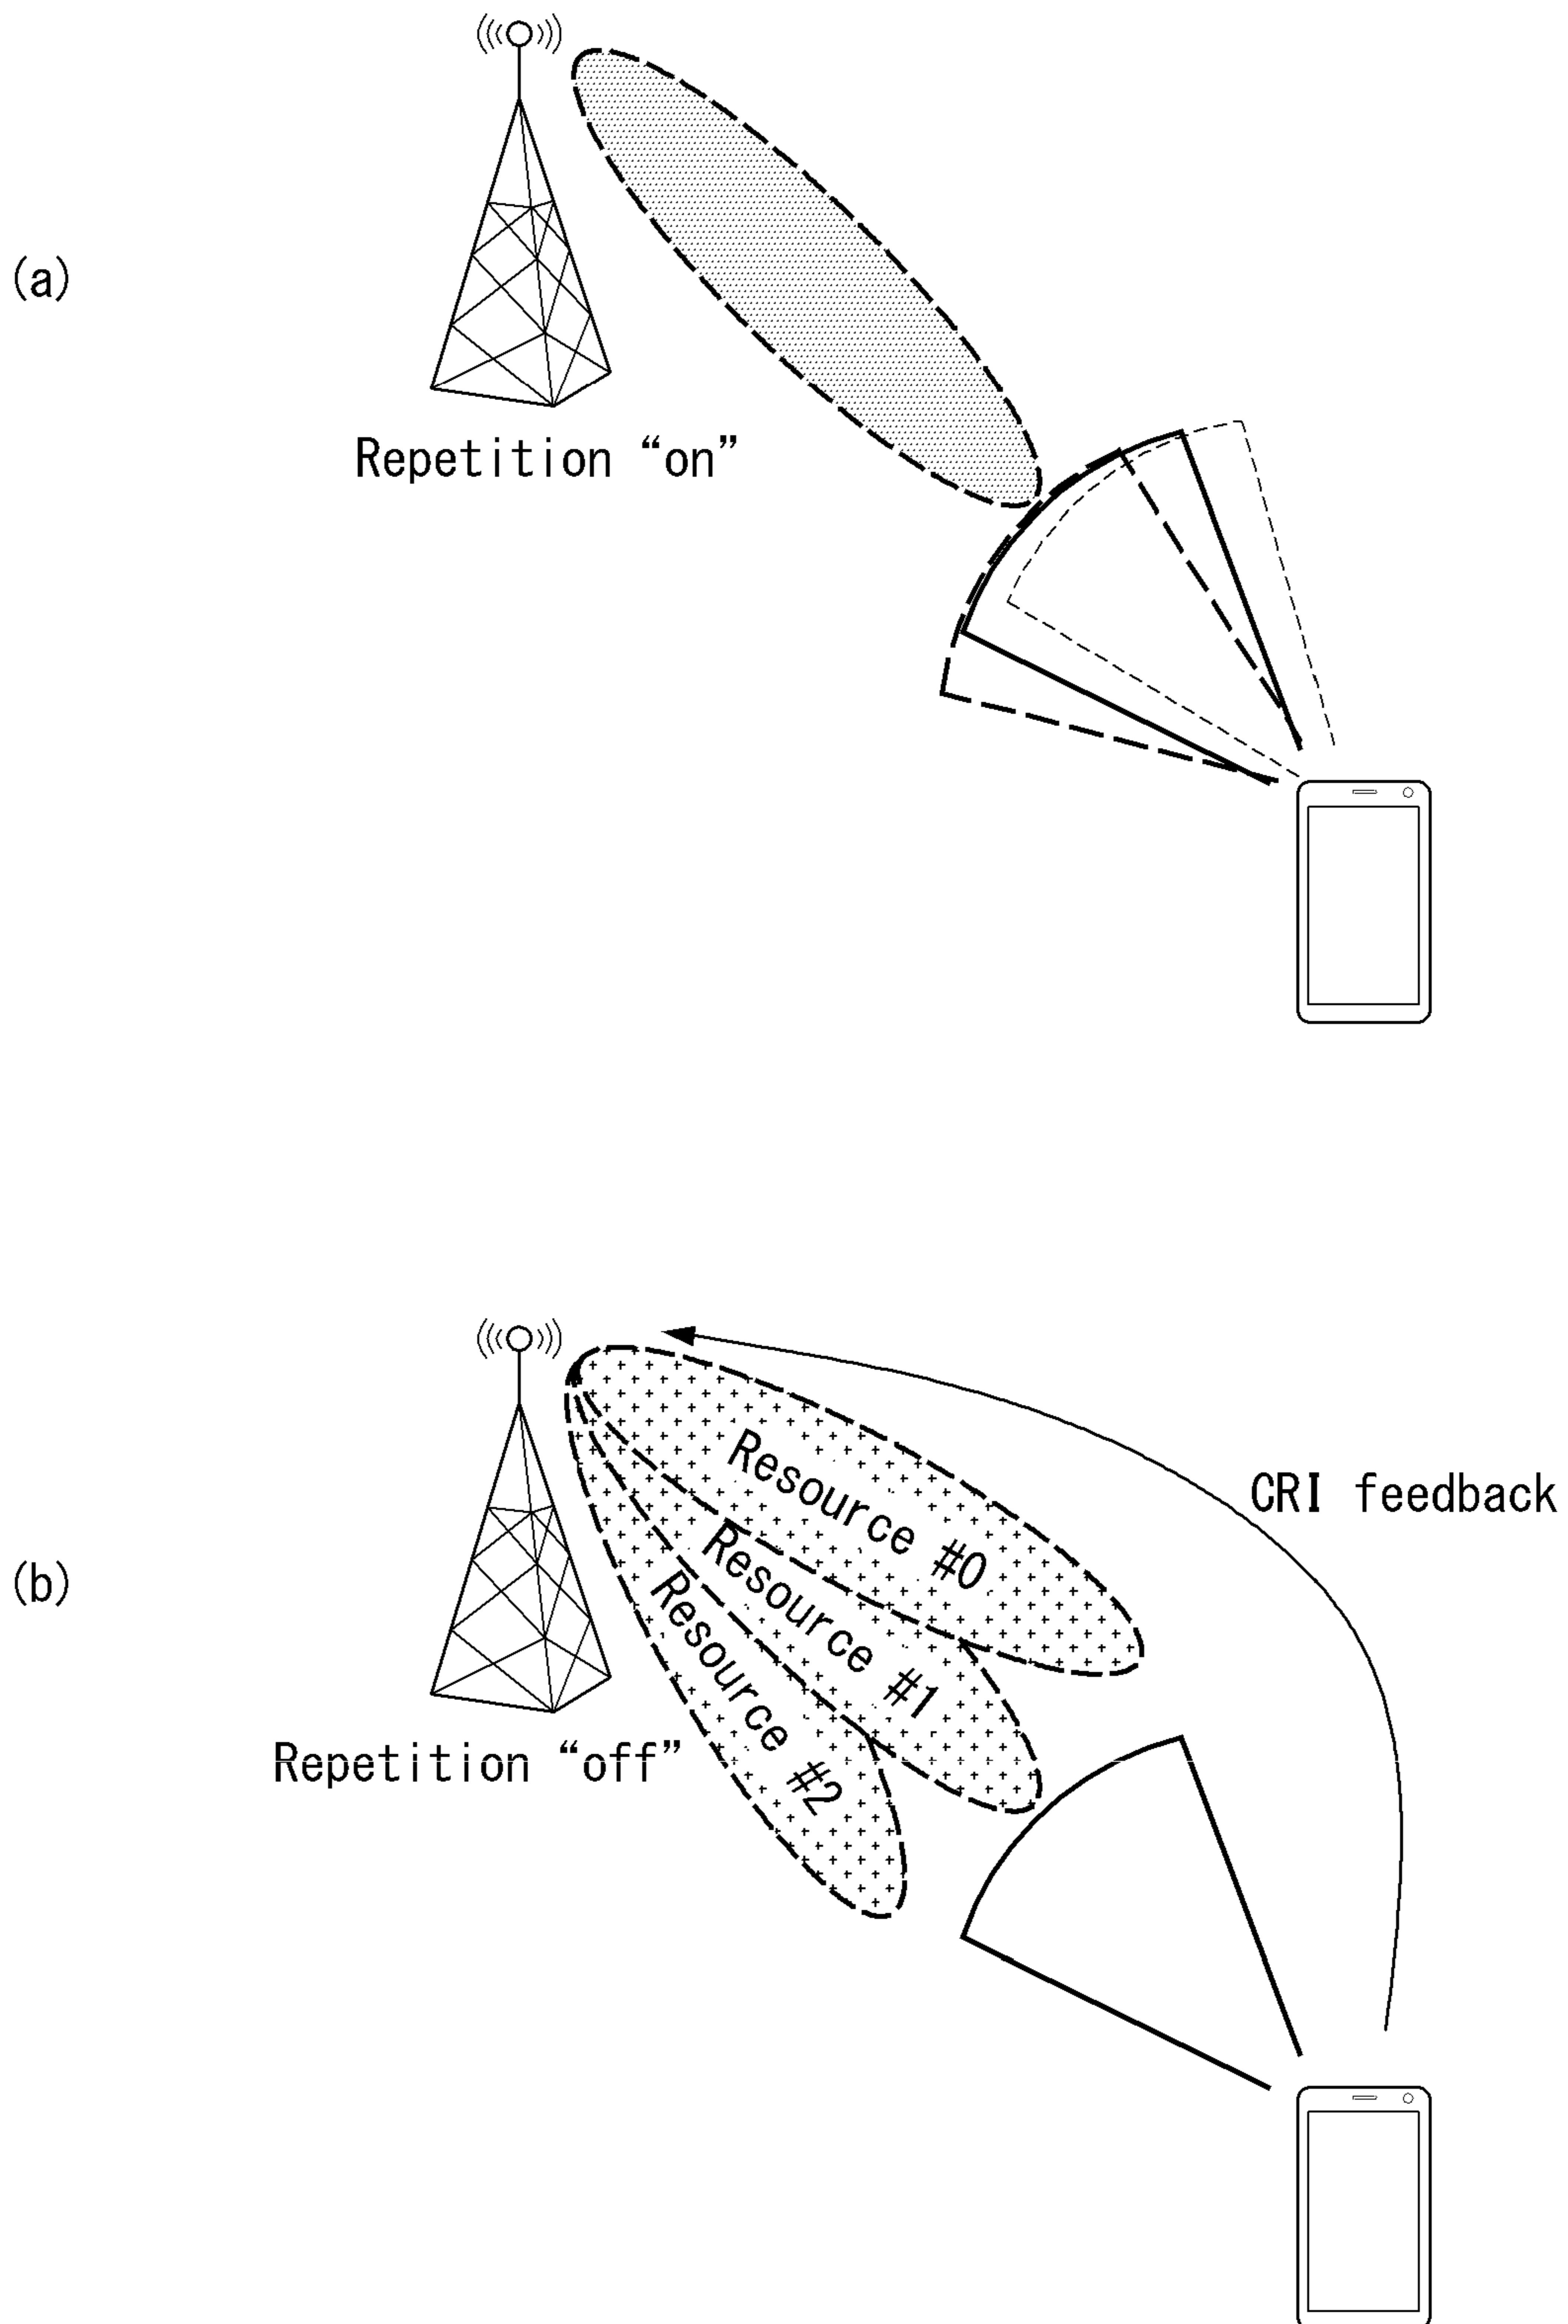 (a)
Repetition “on”
(b)
CRI feedback
Resource #0
Resource #1
Resource #2
Repetition “off”